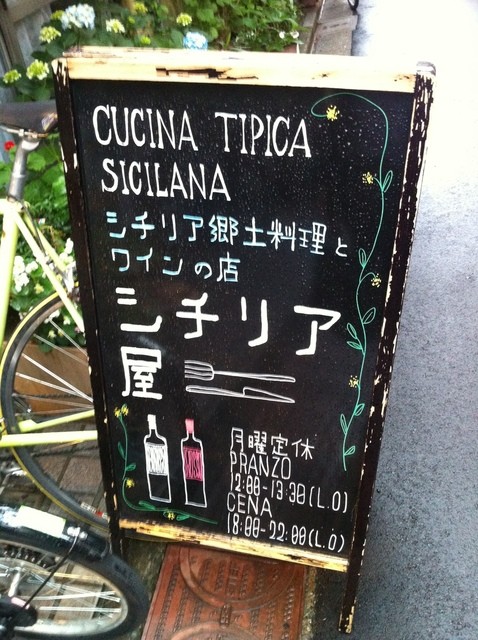 CUCINA TIPICA
SICILANA
シチリア郷土料理と
ワインの店
シチリア
屋
月曜定休
PRANZO
12:00-13:30(L.O)
CENA
18:00-22:00(L.O)